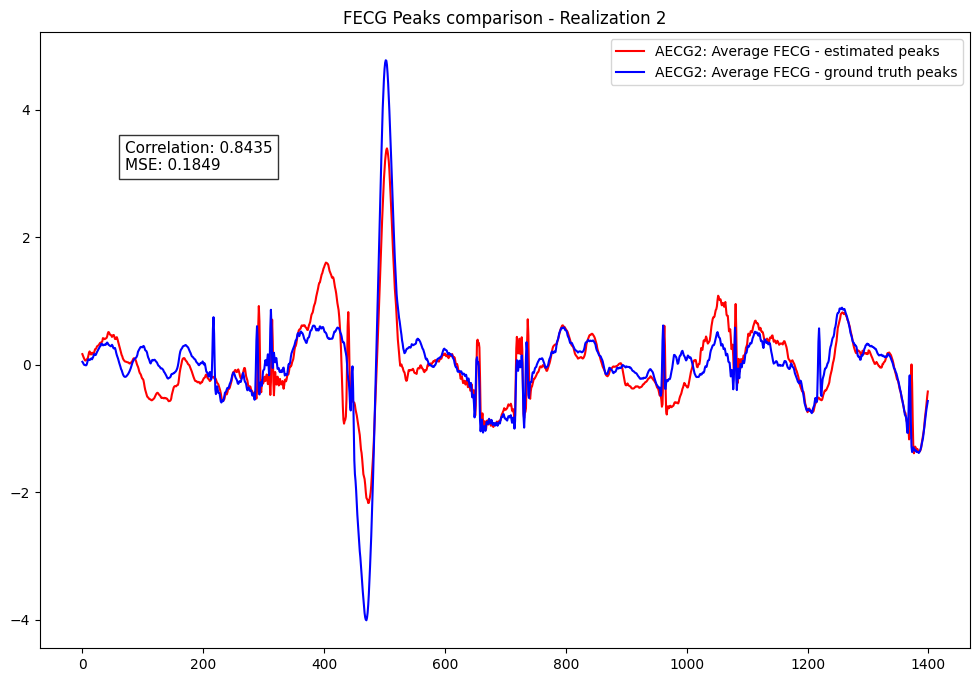 FECG Peaks comparison - Realization 2
AECG2: Average FECG - estimated peaks
AECG2: Average FECG - ground truth peaks
Correlation: 0.8435
MSE: 0.1849
4
2
0
−2
−4
0 200 400 600 800 1000 1200 1400